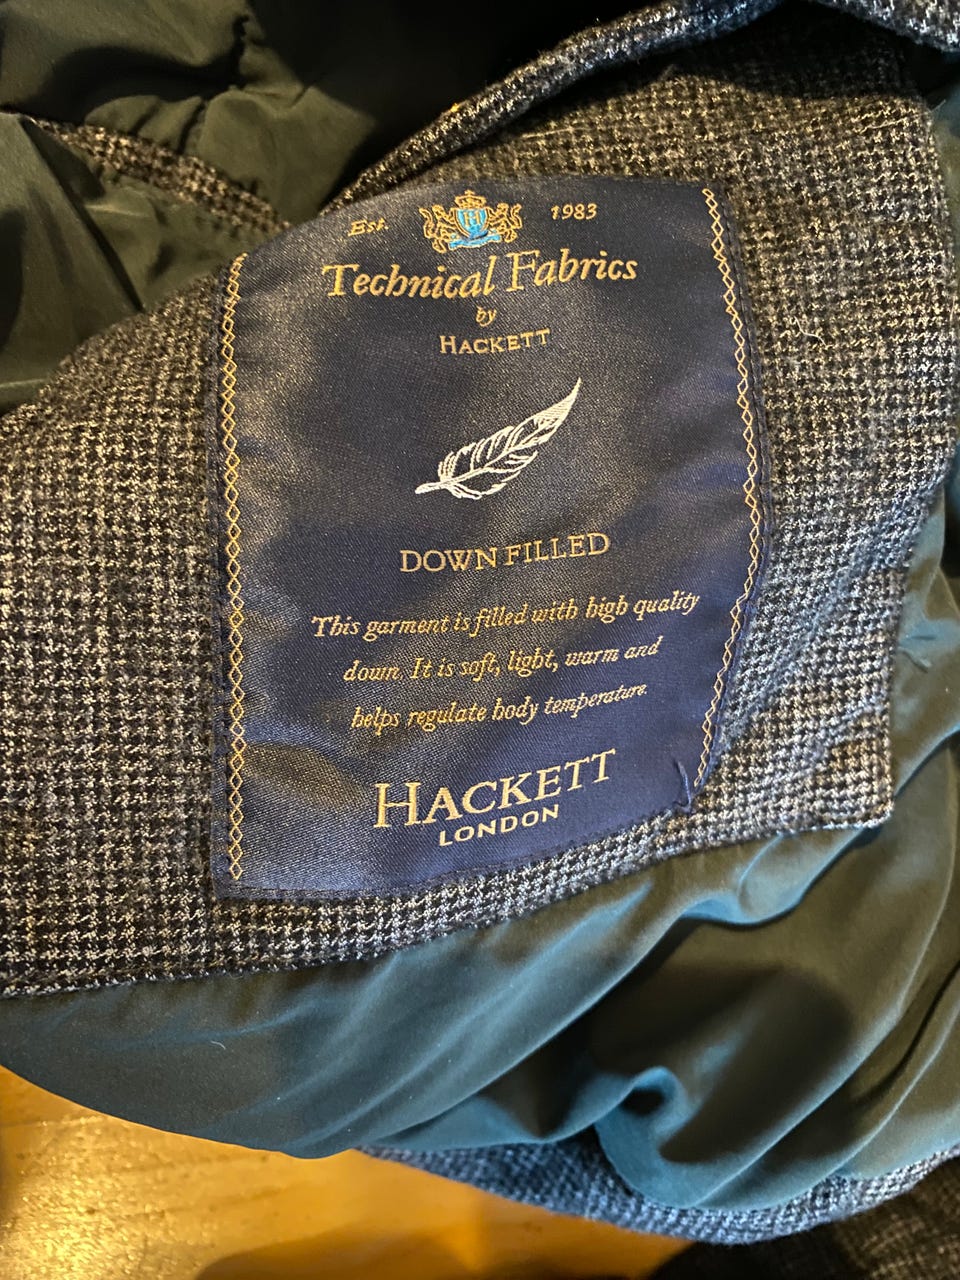 Est. 1983
Technical Fabrics
by
HACKETT
DOWN FILLED
This garment is filled with high quality
down. It is soft, light, warm and
helps regulate body temperature.
HACKETT
LONDON